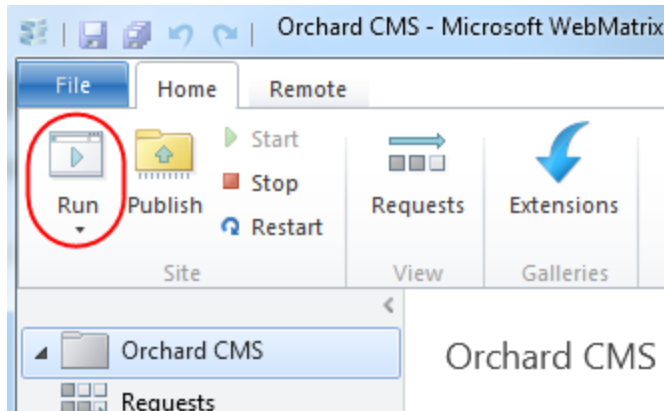 Orchard CMS - Microsoft WebMatrix
File Home Remote
Run Publish Start
Stop
Restart
Requests Extensions
Site View Galleries
Orchard CMS Orchard CMS
Requests